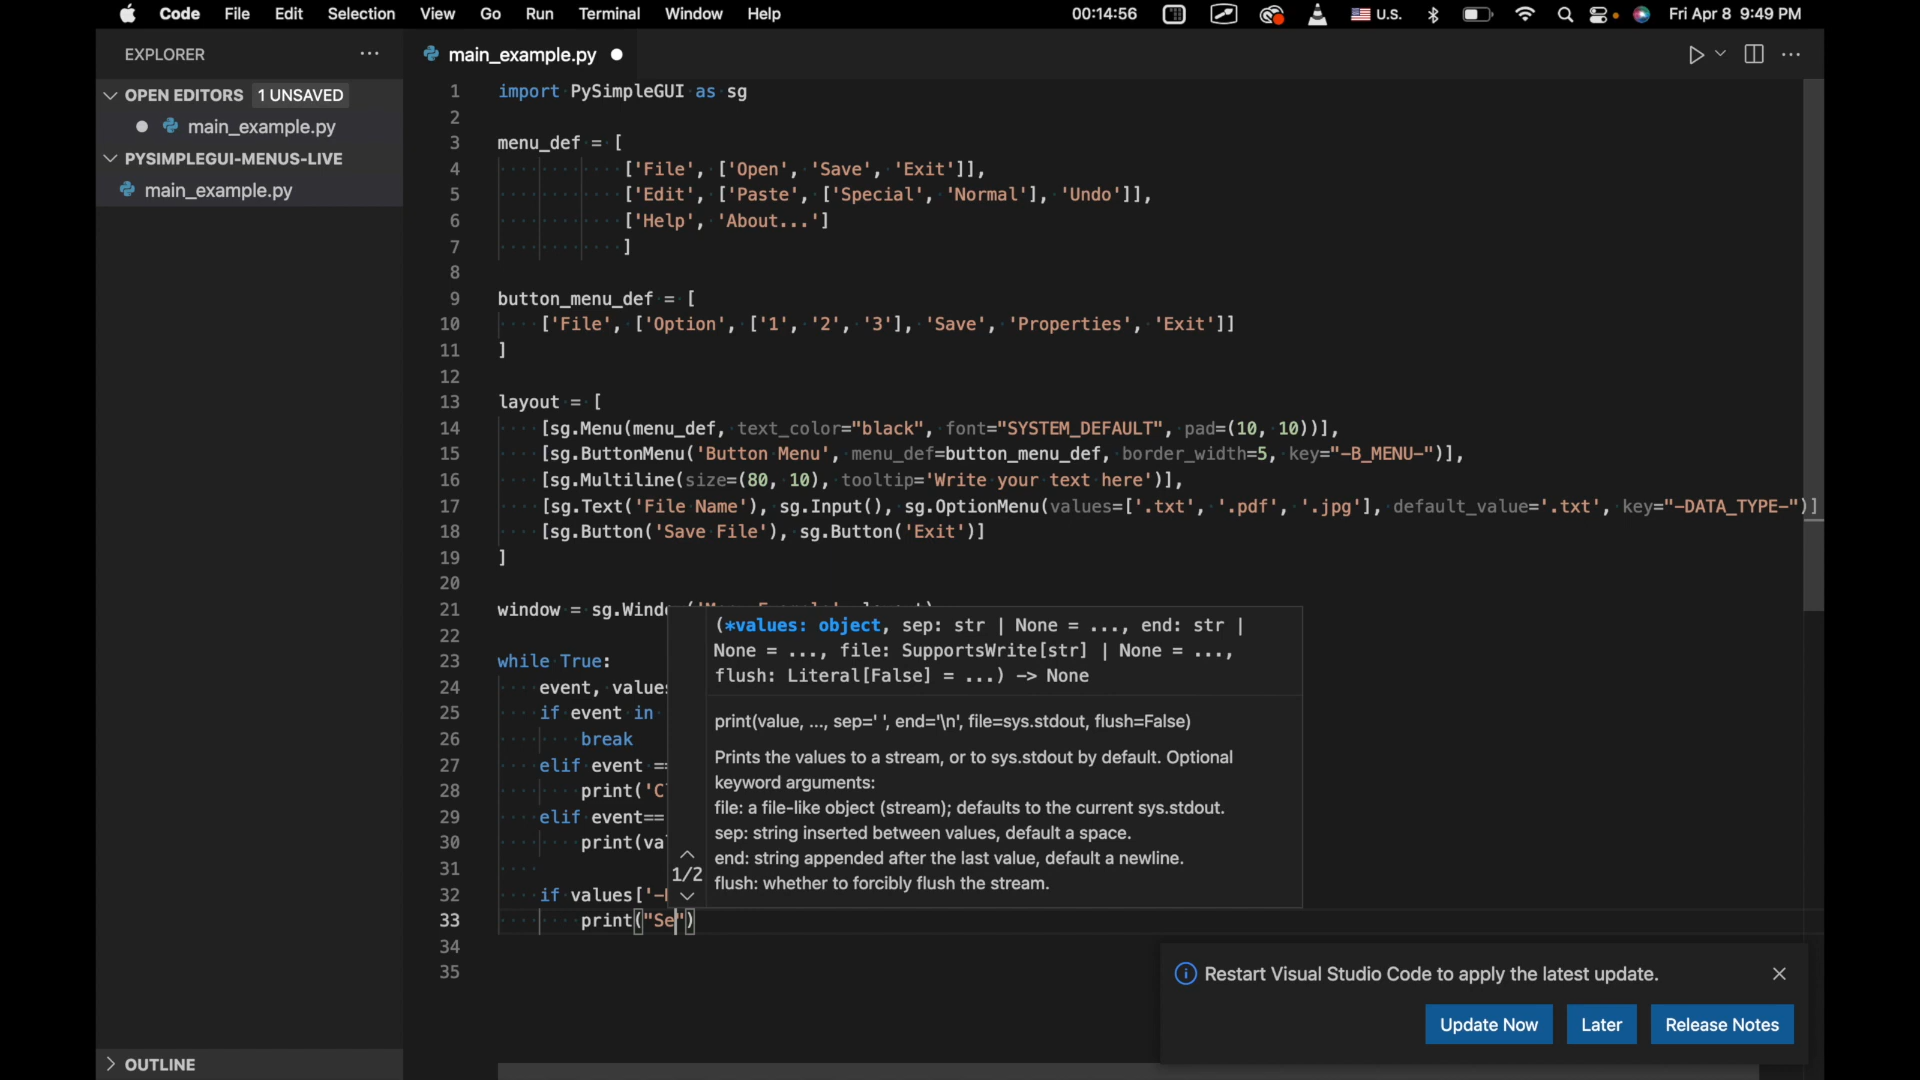 Code File Edit Selection View Go Run Terminal Window Help 00:14:56 U.S. Fri Apr 8 9:49 PM
EXPLORER ···
OPEN EDITORS 1 UNSAVED
main_example.py
PYSIMPLEGUI-MENUS-LIVE
main_example.py
OUTLINE
main_example.py
1 import PySimpleGUI as sg
2
3 menu_def = [
4 ['File', ['Open', 'Save', 'Exit']],
5 ['Edit', ['Paste', ['Special', 'Normal'], 'Undo']],
6 ['Help', 'About...']
7 ]
8
9 button_menu_def = [
10 ['File', ['Option', ['1', '2', '3'], 'Save', 'Properties', 'Exit']]
11 ]
12
13 layout = [
14 [sg.Menu(menu_def, text_color="black", font="SYSTEM_DEFAULT", pad=(10, 10))],
15 [sg.ButtonMenu('Button Menu', menu_def=button_menu_def, border_width=5, key="-B_MENU-")],
16 [sg.Multiline(size=(80, 10), tooltip='Write your text here')],
17 [sg.Text('File Name'), sg.Input(), sg.OptionMenu(values=['.txt', '.pdf', '.jpg'], default_value='.txt', key="-DATA_TYPE-")]
18 [sg.Button('Save File'), sg.Button('Exit')]
19 ]
20
21 window = sg.Windo
22
23 while True:
24 event, values
25 if event in
26 break
27 elif event ==
28 print('C
29 elif event==
30 print(va
31
32 if values['-
33 print("Se")
34
35
(*values: object, sep: str | None = ..., end: str |
None = ..., file: SupportsWrite[str] | None = ...,
flush: Literal[False] = ...) -> None
print(value, ..., sep=' ', end='\n', file=sys.stdout, flush=False)
Prints the values to a stream, or to sys.stdout by default. Optional
keyword arguments:
file: a file-like object (stream); defaults to the current sys.stdout.
sep: string inserted between values, default a space.
end: string appended after the last value, default a newline.
flush: whether to forcibly flush the stream.
1/2
Restart Visual Studio Code to apply the latest update.
Update Now Later Release Notes